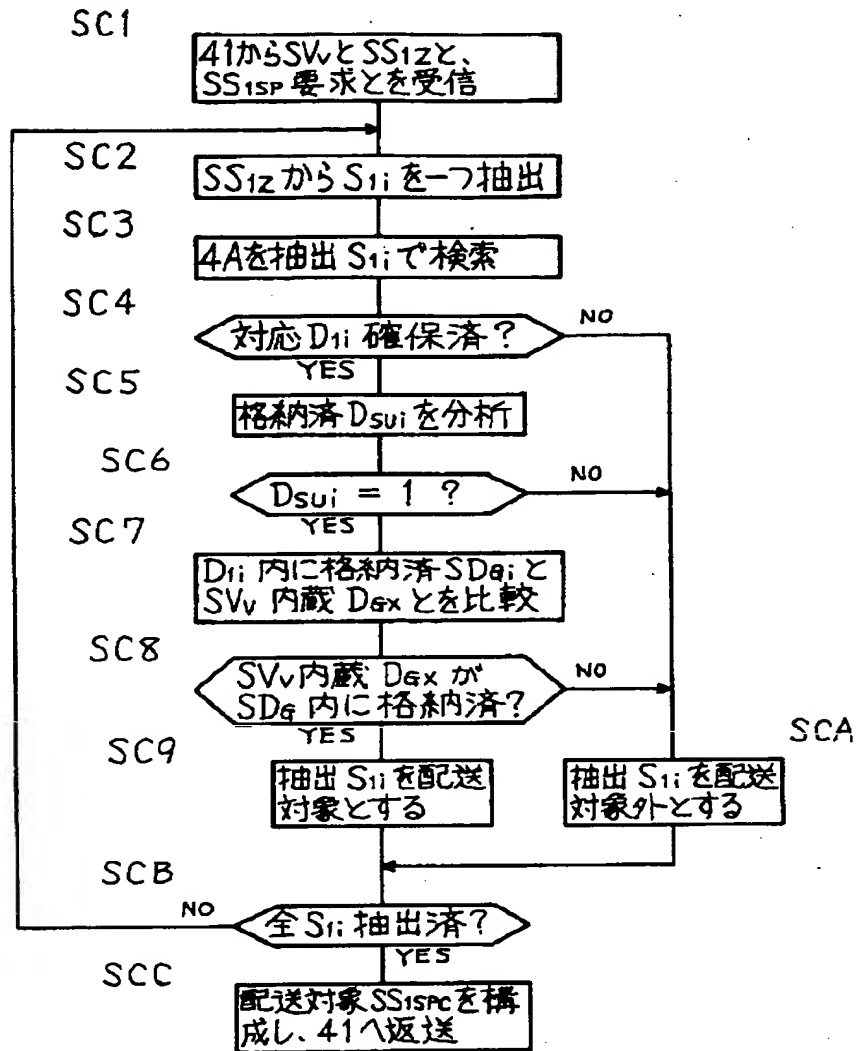 SC1
41からSVvとSS1Zと、
SS1SP要求とを受信
SC2
SS1ZからS1iを一つ抽出
SC3
4Aを抽出S1iで検索
SC4
対応D1i確保済?
NO
YES
SC5
格納済DSUiを分析
SC6
DSUi = 1 ?
NO
YES
SC7
D1i内に格納済SDGiと
SVv内蔵DGXとを比較
SC8
SVv内蔵DGXが
SDG内に格納済?
NO
YES
SC9
抽出S1iを配送
対象とする
SCA
抽出S1iを配送
対象外とする
SCB
全S1i抽出済?
NO
YES
SCC
配送対象SS1SPCを構
成し、41へ返送